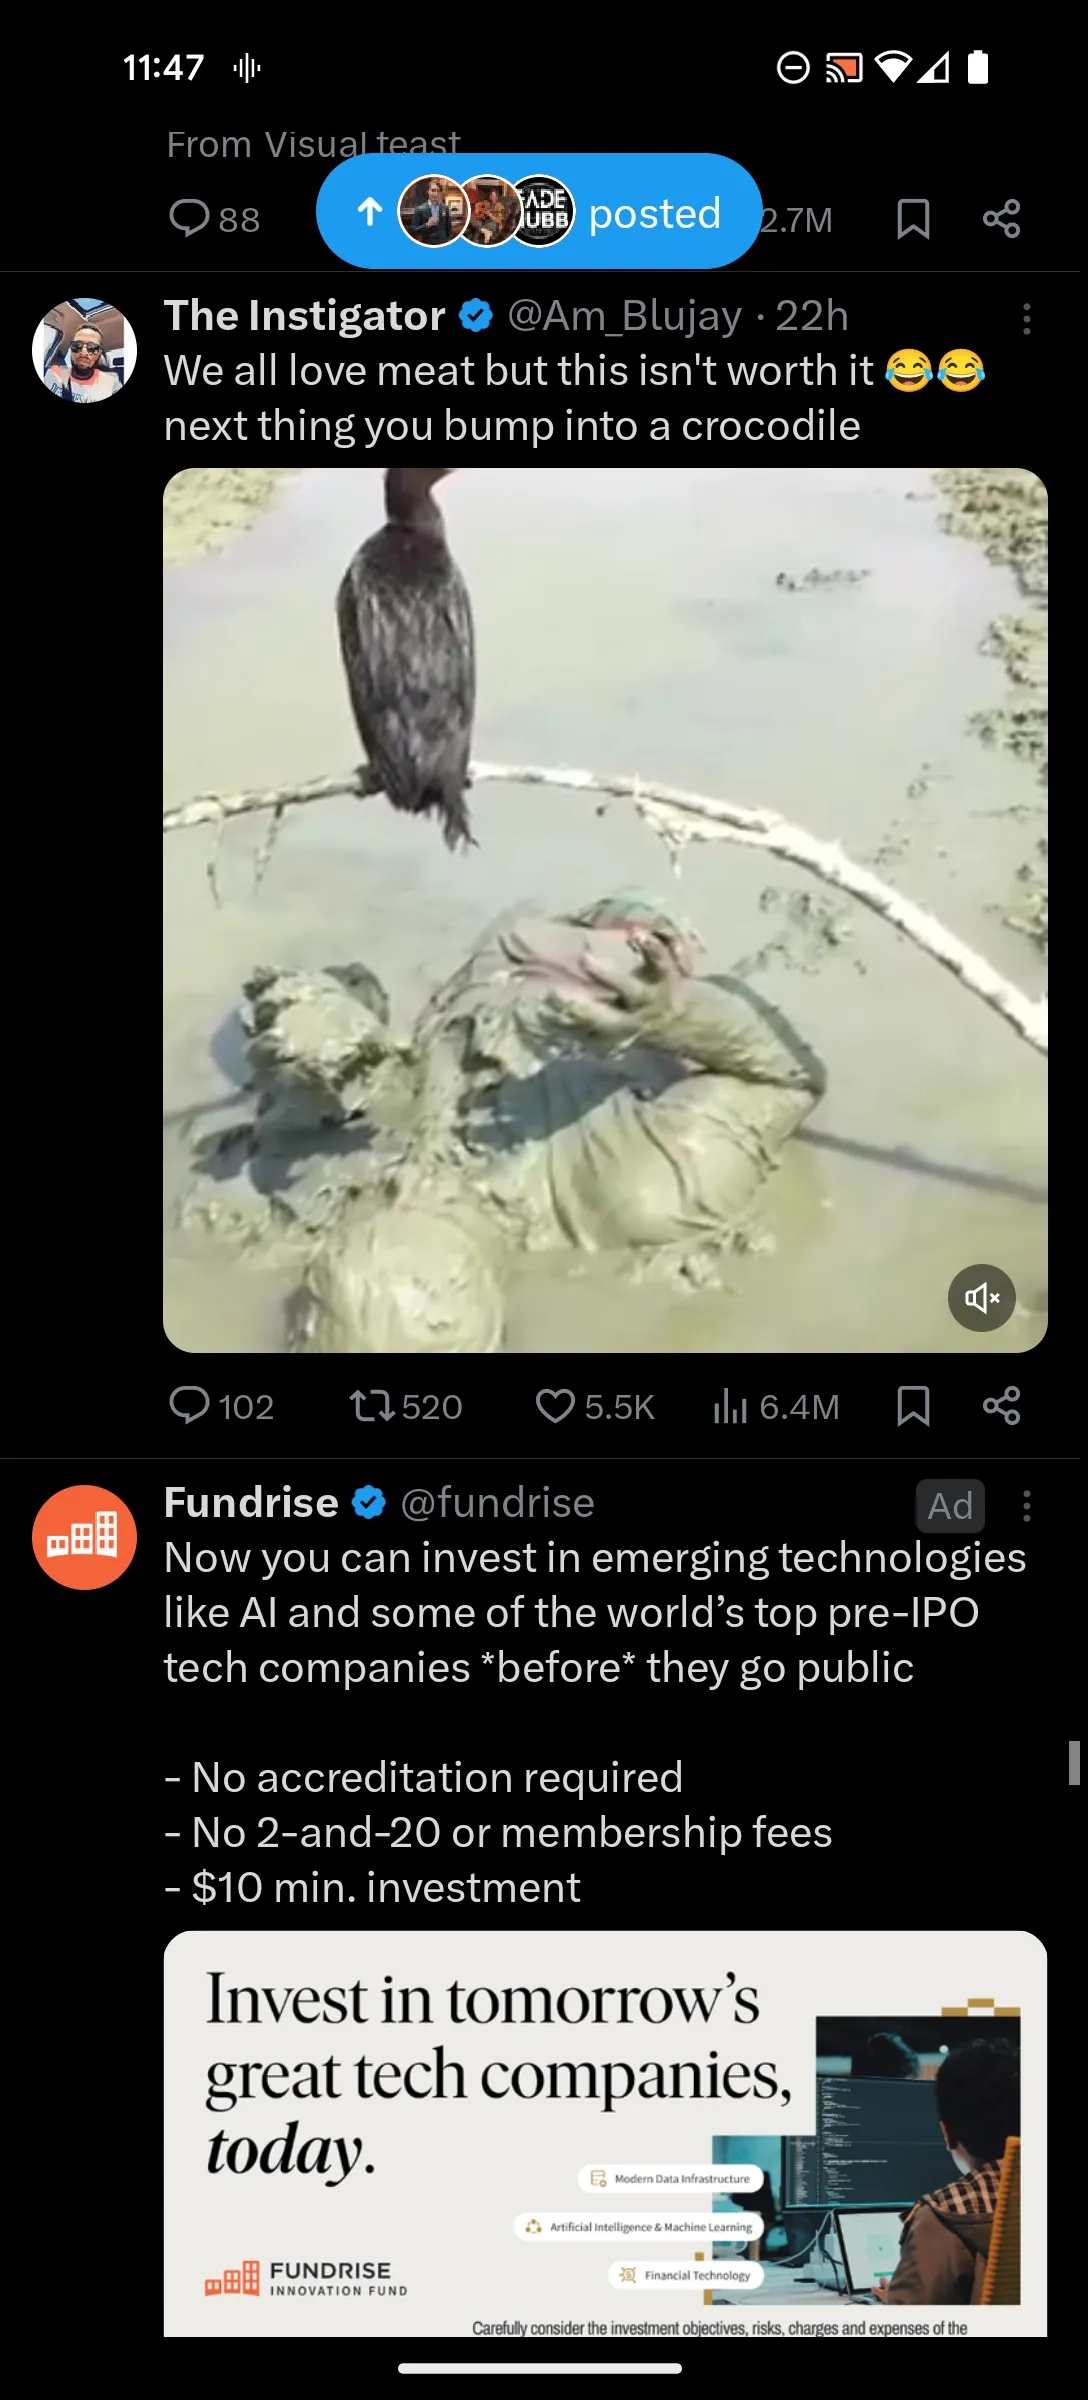 11:47
From Visual feast
88
posted
2.7M
The Instigator @Am_Blujay · 22h
We all love meat but this isn't worth it 😂😂
next thing you bump into a crocodile
102 520 5.5K 6.4M
Fundrise @fundrise Ad
Now you can invest in emerging technologies
like AI and some of the world’s top pre-IPO
tech companies *before* they go public
- No accreditation required
- No 2-and-20 or membership fees
- $10 min. investment
Invest in tomorrow’s
great tech companies,
today.
Modern Data Infrastructure
Artificial Intelligence & Machine Learning
Financial Technology
FUNDRISE
INNOVATION FUND
Carefully consider the investment objectives, risks, charges and expenses of the